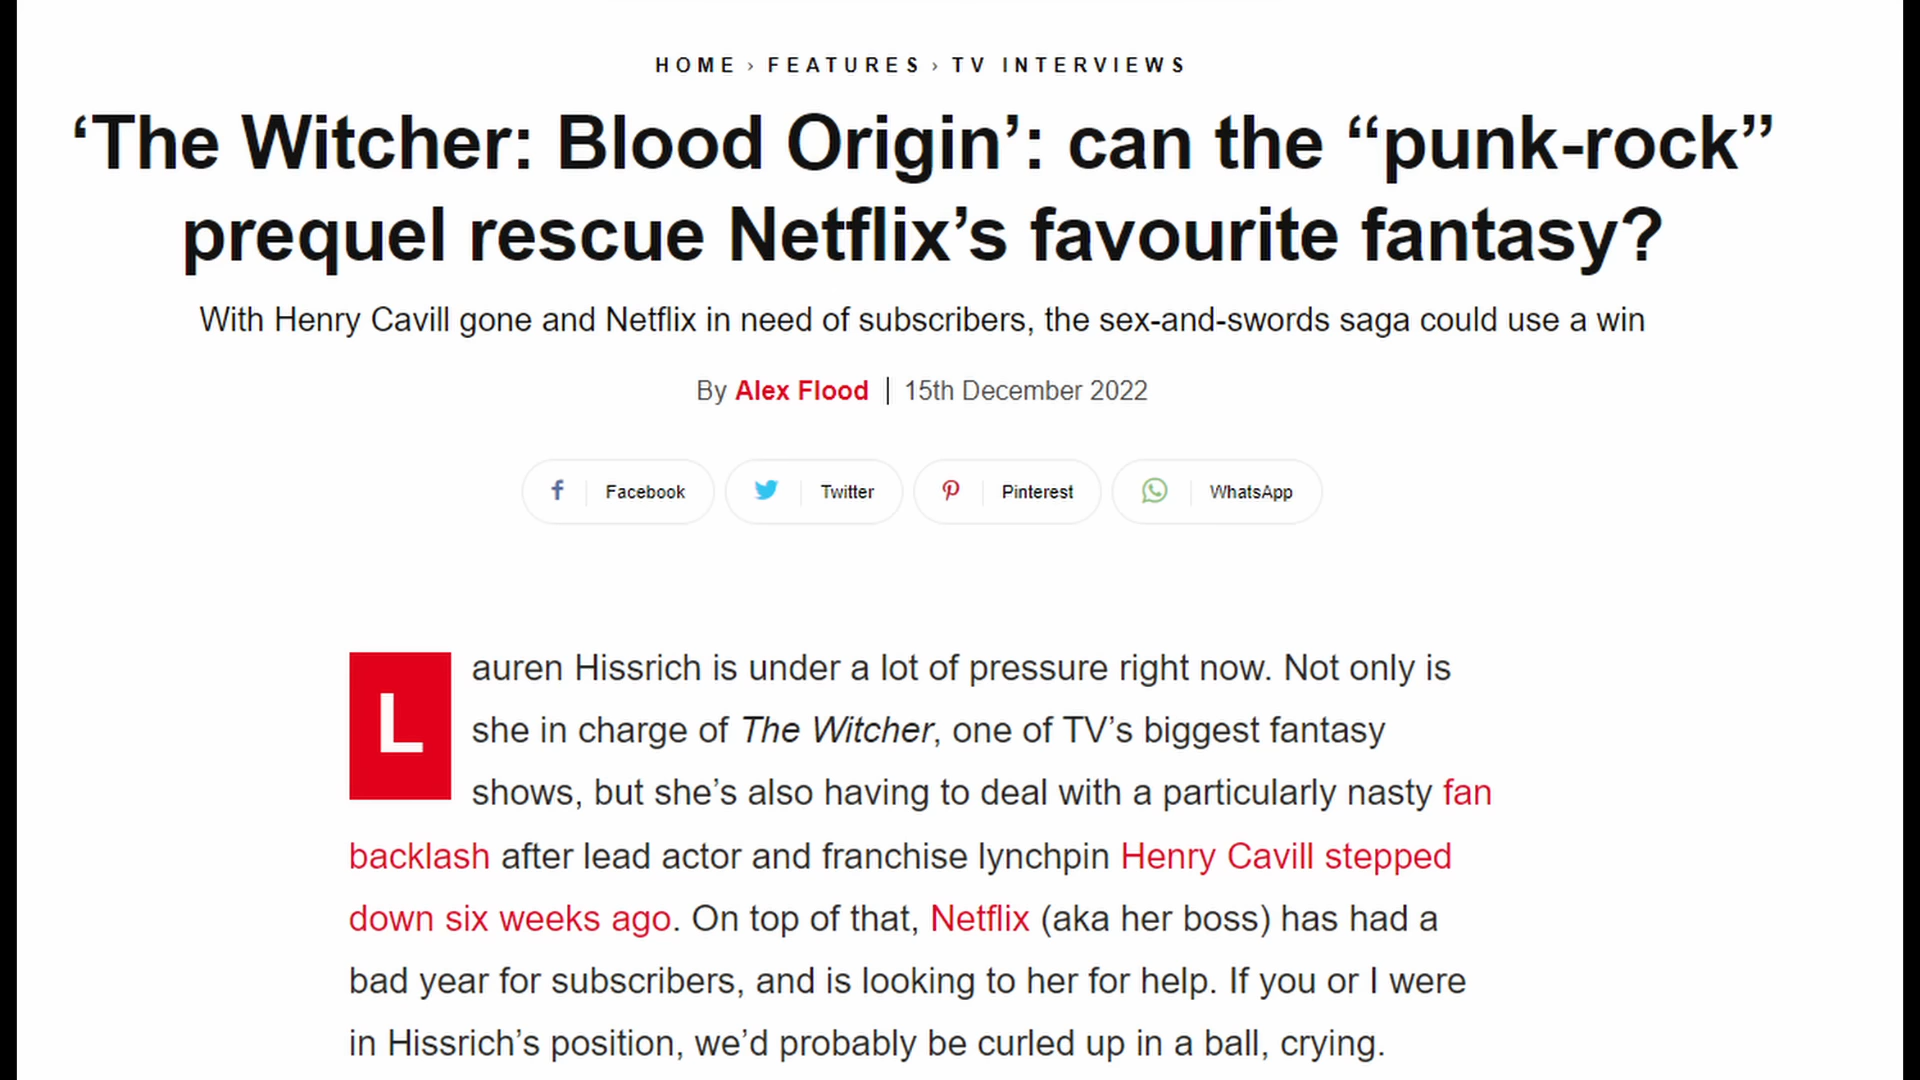 HOME › FEATURES › TV INTERVIEWS
‘The Witcher: Blood Origin’: can the “punk-rock”
prequel rescue Netflix’s favourite fantasy?
With Henry Cavill gone and Netflix in need of subscribers, the sex-and-swords saga could use a win
By Alex Flood | 15th December 2022
Facebook Twitter Pinterest WhatsApp
Lauren Hissrich is under a lot of pressure right now. Not only is
she in charge of The Witcher, one of TV’s biggest fantasy
shows, but she’s also having to deal with a particularly nasty fan
backlash after lead actor and franchise lynchpin Henry Cavill stepped
down six weeks ago. On top of that, Netflix (aka her boss) has had a
bad year for subscribers, and is looking to her for help. If you or I were
in Hissrich’s position, we’d probably be curled up in a ball, crying.